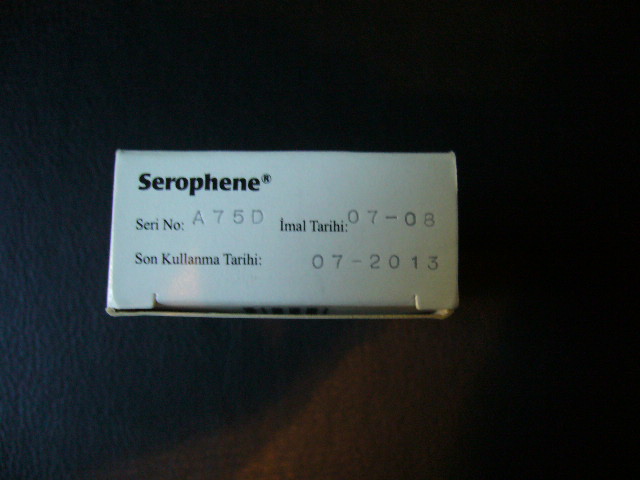 Serophene®
Seri No: A75D İmal Tarihi: 07-08
Son Kullanma Tarihi: 07-2013